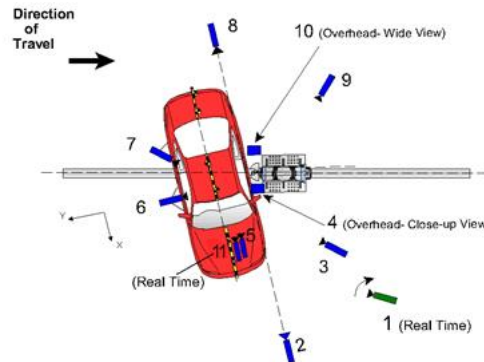 Direction
of
Travel
8
10 (Overhead- Wide View)
9
7
6
Y
X
4 (Overhead- Close-up View)
5
11
3
(Real Time)
1 (Real Time)
2